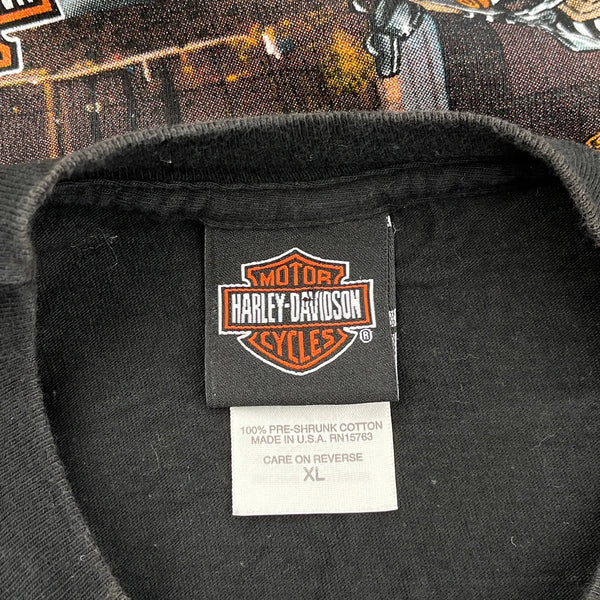 MOTOR
HARLEY-DAVIDSON
CYCLES
®
100% PRE-SHRUNK COTTON
MADE IN U.S.A. RN15763
CARE ON REVERSE
XL